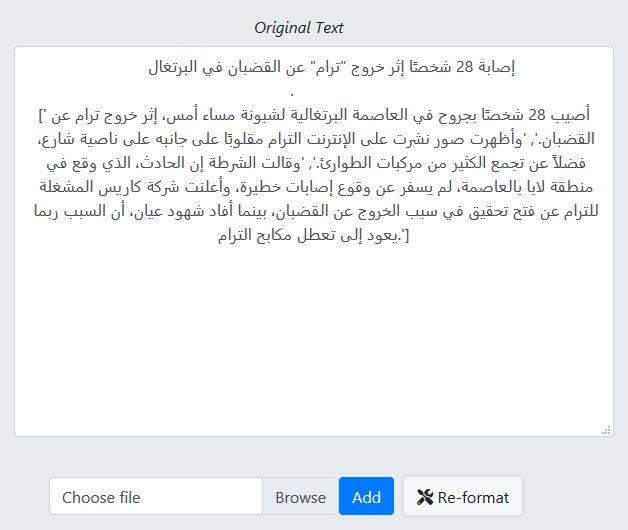 Original Text
إصابة 28 شخصًا إثر خروج "ترام" عن القضبان في البرتغال
.
[' أصيب 28 شخصًا بجروح في العاصمة البرتغالية لشبونة مساء أمس، إثر خروج ترام عن
القضبان.', 'وأظهرت صور نشرت على الإنترنت الترام مقلوبًا على جانبه على ناصية شارع،
فضلاً عن تجمع الكثير من مركبات الطوارئ.', 'وقالت الشرطة إن الحادث، الذي وقع في
منطقة لابا بالعاصمة، لم يسفر عن وقوع إصابات خطيرة، وأعلنت شركة كاريس المشغلة
للترام عن فتح تحقيق في سبب الخروج عن القضبان، بينما أفاد شهود عيان، أن السبب ربما
يعود إلى تعطل مكابح الترام.']
Choose file Browse Add Re-format